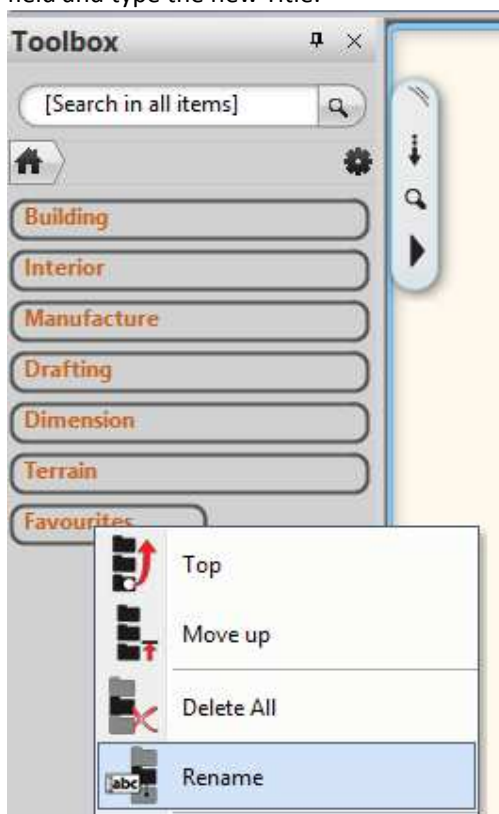 field and type the new Title.
Toolbox
[Search in all items]
Building
Interior
Manufacture
Drafting
Dimension
Terrain
Favourites
Top
Move up
Delete All
abc
Rename